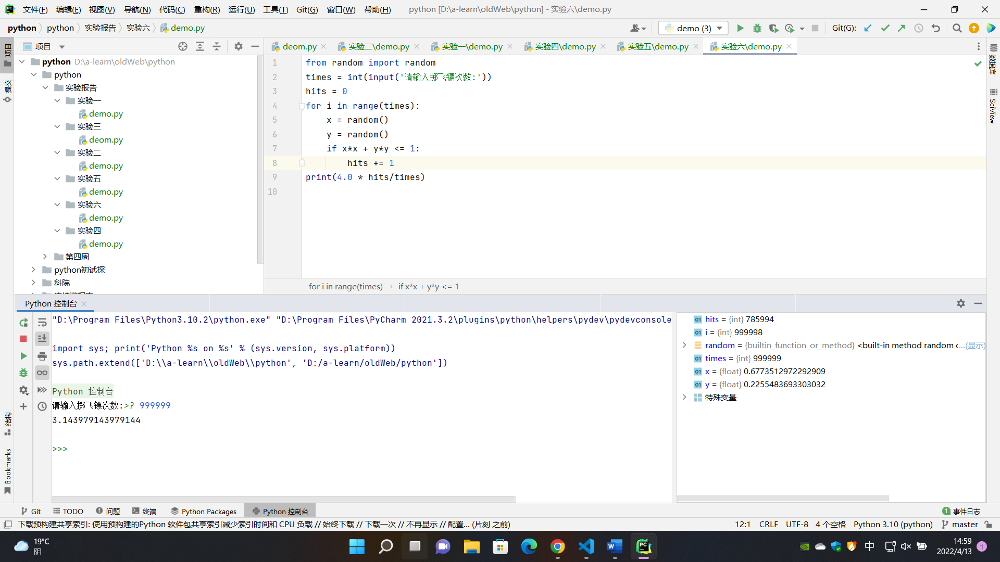 文件(F) 编辑(E) 视图(V) 导航(N) 代码(C) 重构(R) 运行(U) 工具(T) Git(G) 窗口(W) 帮助(H) python [D:\a-learn\oldWeb\python] - 实验六\demo.py
python python 实验报告 实验六 demo.py demo (3) Git(G):
项目 deom.py 实验二\demo.py 实验一\demo.py 实验四\demo.py 实验五\demo.py 实验六\demo.py
项目
提交
结构
Bookmarks
数据库
SciView
python D:\a-learn\oldWeb\python
python
实验报告
实验一
demo.py
实验三
deom.py
实验二
demo.py
实验五
demo.py
实验六
demo.py
实验四
demo.py
第四周
python初试探
科院
1 from random import random
2 times = int(input('请输入掷飞镖次数:'))
3 hits = 0
4 for i in range(times):
5 x = random()
6 y = random()
7 if x*x + y*y <= 1:
8 hits += 1
9 print(4.0 * hits/times)
10
for i in range(times) › if x*x + y*y <= 1
Python 控制台
"D:\Program Files\Python3.10.2\python.exe" "D:\Program Files\PyCharm 2021.3.2\plugins\python\helpers\pydev\pydevconsole
import sys; print('Python %s on %s' % (sys.version, sys.platform))
sys.path.extend(['D:\\a-learn\\oldWeb\\python', 'D:/a-learn/oldWeb/python'])
Python 控制台
请输入掷飞镖次数:>? 999999
3.143979143979144
>>>
hits = {int} 785994
i = {int} 999998
random = {builtin_function_or_method} <built-in method random o...(显示)
times = {int} 999999
x = {float} 0.6773512972292909
y = {float} 0.2255483693303032
特殊变量
Git TODO 问题 终端 Python Packages Python 控制台 1 事件日志
下载预构建共享索引: 使用预构建的Python 软件包共享索引减少索引时间和 CPU 负载 // 始终下载 // 下载一次 // 不再显示 // 配置... (片刻 之前) 12:1 CRLF UTF-8 4 个空格 Python 3.10 (python) master
19°C
阴
中
14:59
2022/4/13
1